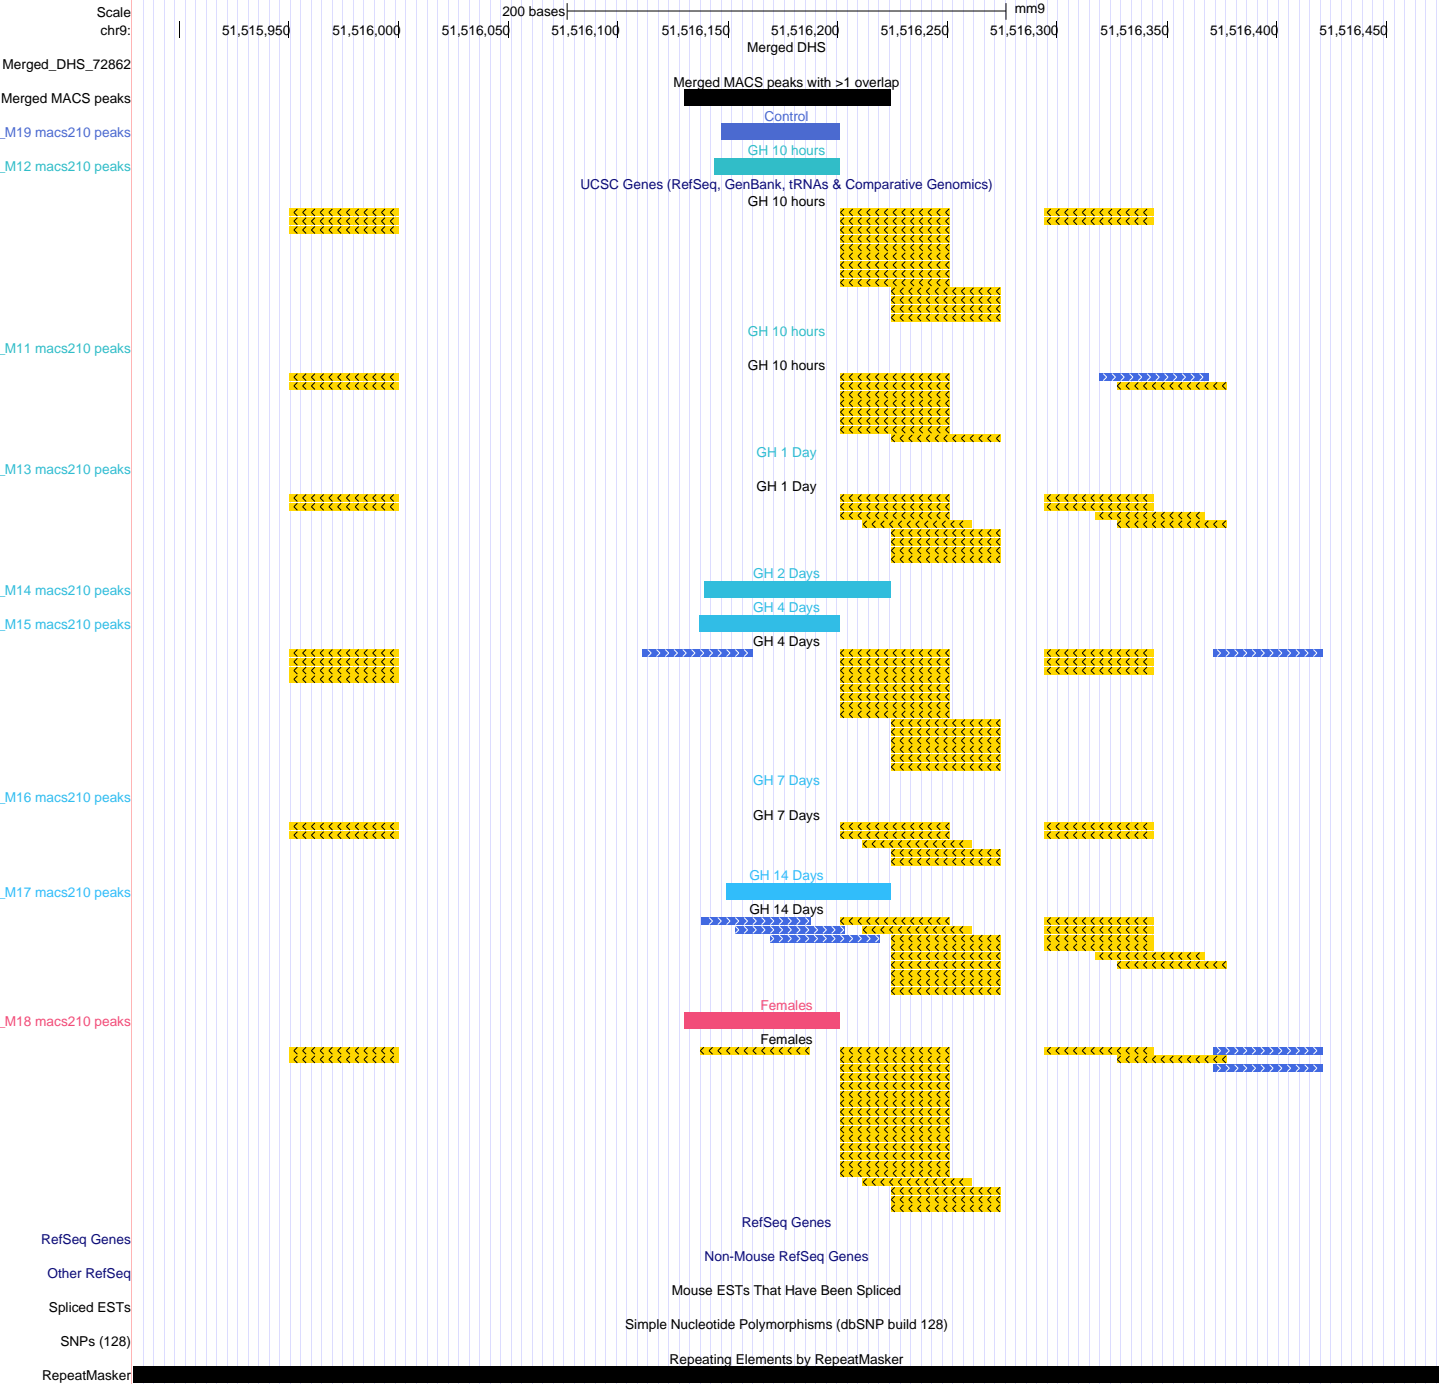 Scale 200 bases mm9
chr9: 51,515,950 51,516,000 51,516,050 51,516,100 51,516,150 51,516,200 51,516,250 51,516,300 51,516,350 51,516,400 51,516,450
Merged DHS
Merged_DHS_72862
Merged MACS peaks with >1 overlap
Merged MACS peaks
Control
_M19 macs210 peaks
GH 10 hours
_M12 macs210 peaks
UCSC Genes (RefSeq, GenBank, tRNAs & Comparative Genomics)
GH 10 hours
GH 10 hours
_M11 macs210 peaks
GH 10 hours
GH 1 Day
_M13 macs210 peaks
GH 1 Day
GH 2 Days
_M14 macs210 peaks
GH 4 Days
_M15 macs210 peaks
GH 4 Days
GH 7 Days
_M16 macs210 peaks
GH 7 Days
GH 14 Days
_M17 macs210 peaks
GH 14 Days
Females
_M18 macs210 peaks
Females
RefSeq Genes
RefSeq Genes
Non-Mouse RefSeq Genes
Other RefSeq
Mouse ESTs That Have Been Spliced
Spliced ESTs
Simple Nucleotide Polymorphisms (dbSNP build 128)
SNPs (128)
Repeating Elements by RepeatMasker
RepeatMasker